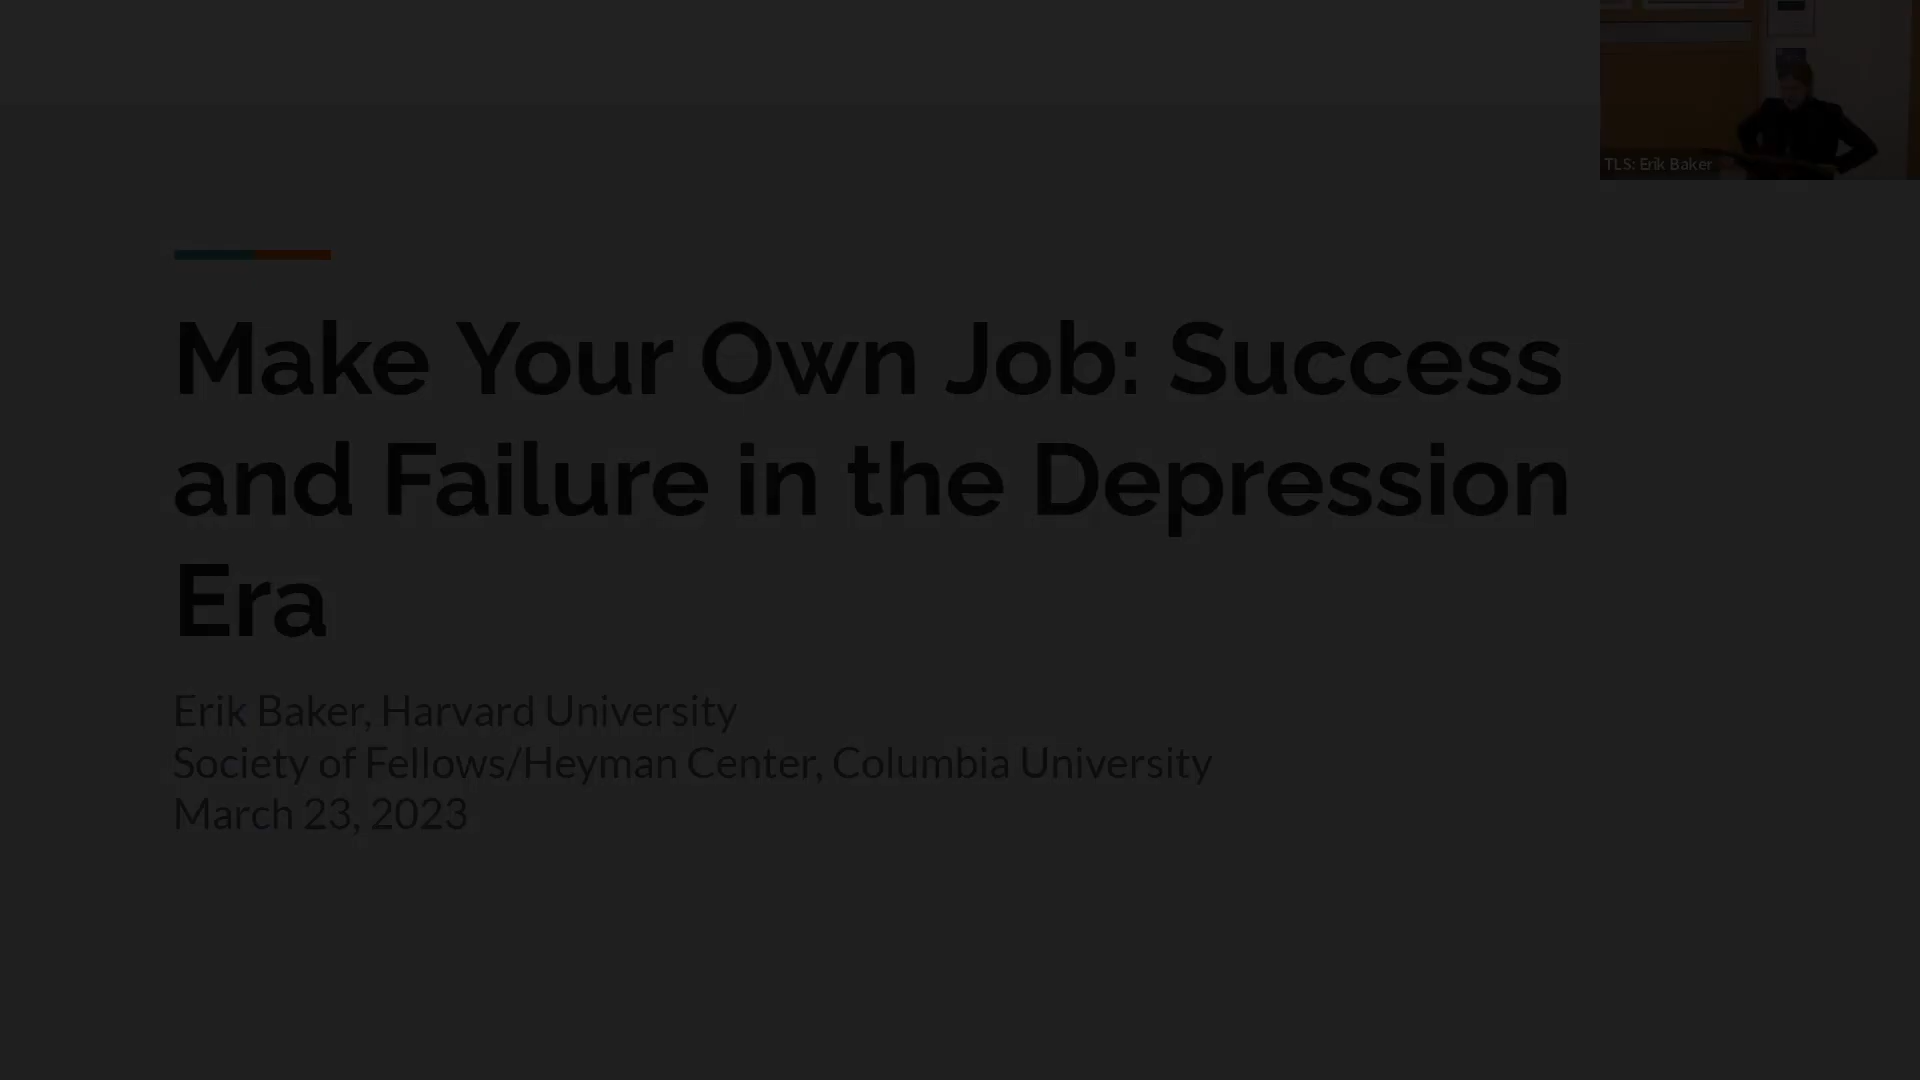 TLS: Erik Baker
Make Your Own Job: Success
and Failure in the Depression
Era
Erik Baker, Harvard University
Society of Fellows/Heyman Center, Columbia University
March 23, 2023